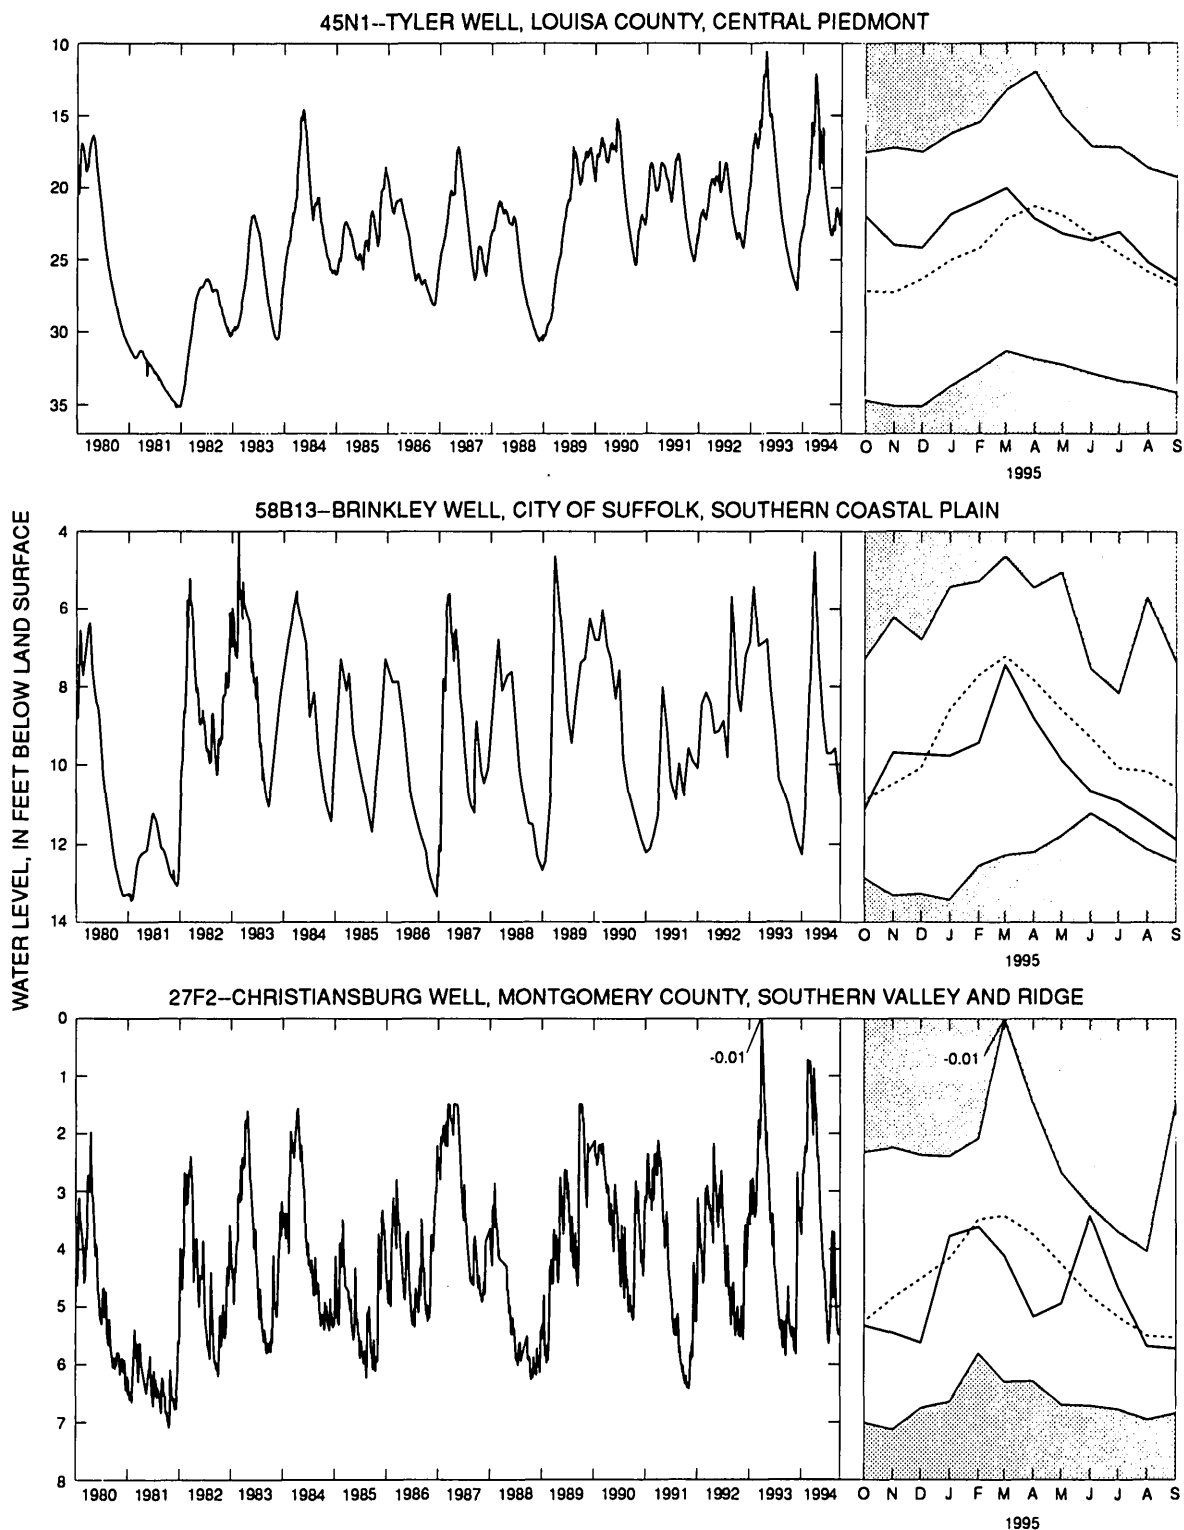 45N1--TYLER WELL, LOUISA COUNTY, CENTRAL PIEDMONT
10
15
20
25
30
35
1980 1981 1982 1983 1984 1985 1986 1987 1988 1989 1990 1991 1992 1993 1994
O N D J F M A M J J A S
1995
WATER LEVEL, IN FEET BELOW LAND SURFACE
58B13--BRINKLEY WELL, CITY OF SUFFOLK, SOUTHERN COASTAL PLAIN
4
6
8
10
12
14
1980 1981 1982 1983 1984 1985 1986 1987 1988 1989 1990 1991 1992 1993 1994
O N D J F M A M J J A S
1995
27F2--CHRISTIANSBURG WELL, MONTGOMERY COUNTY, SOUTHERN VALLEY AND RIDGE
0
1
2
3
4
5
6
7
8
-0.01
-0.01
1980 1981 1982 1983 1984 1985 1986 1987 1988 1989 1990 1991 1992 1993 1994
O N D J F M A M J J A S
1995